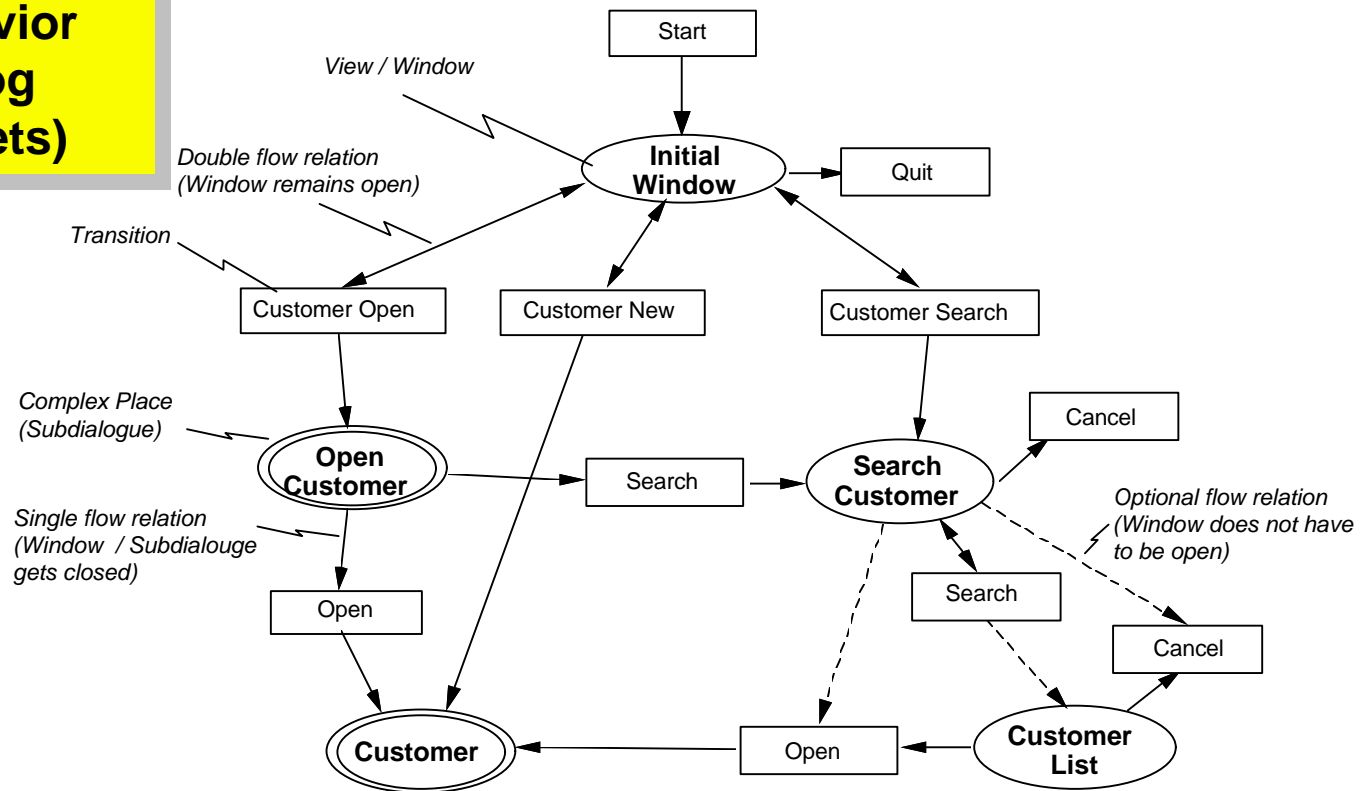 vior
og
ets)
Start
View / Window
Double flow relation
(Window remains open)
Initial
Window
Quit
Transition
Customer Open
Customer New
Customer Search
Complex Place
(Subdialogue)
Cancel
Open
Customer
Search
Search
Customer
Optional flow relation
(Window does not have
to be open)
Single flow relation
(Window / Subdialouge
gets closed)
Search
Open
Cancel
Customer
Open
Customer
List